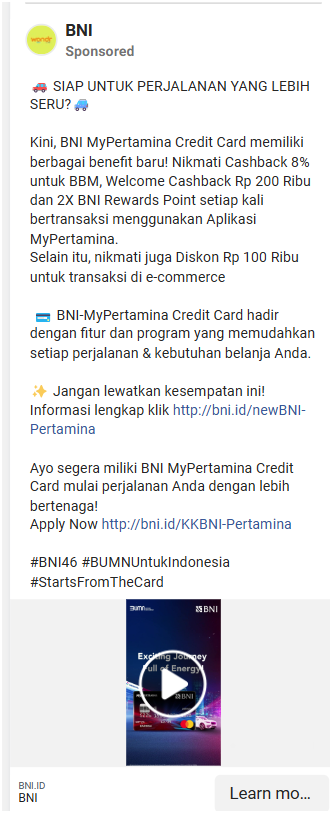 wondr
BNI
Sponsored
🚗 SIAP UNTUK PERJALANAN YANG LEBIH
SERU? 🚙
Kini, BNI MyPertamina Credit Card memiliki
berbagai benefit baru! Nikmati Cashback 8%
untuk BBM, Welcome Cashback Rp 200 Ribu
dan 2X BNI Rewards Point setiap kali
bertransaksi menggunakan Aplikasi
MyPertamina.
Selain itu, nikmati juga Diskon Rp 100 Ribu
untuk transaksi di e-commerce
💳 BNI-MyPertamina Credit Card hadir
dengan fitur dan program yang memudahkan
setiap perjalanan & kebutuhan belanja Anda.
✨ Jangan lewatkan kesempatan ini!
Informasi lengkap klik http://bni.id/newBNI-
Pertamina
Ayo segera miliki BNI MyPertamina Credit
Card mulai perjalanan Anda dengan lebih
bertenaga!
Apply Now http://bni.id/KKBNI-Pertamina
#BNI46 #BUMNUntukIndonesia
#StartsFromTheCard
BUMN
BNI
Exciting Journey
Full of Energy!
BNI
BNI.ID
BNI
Learn mo...